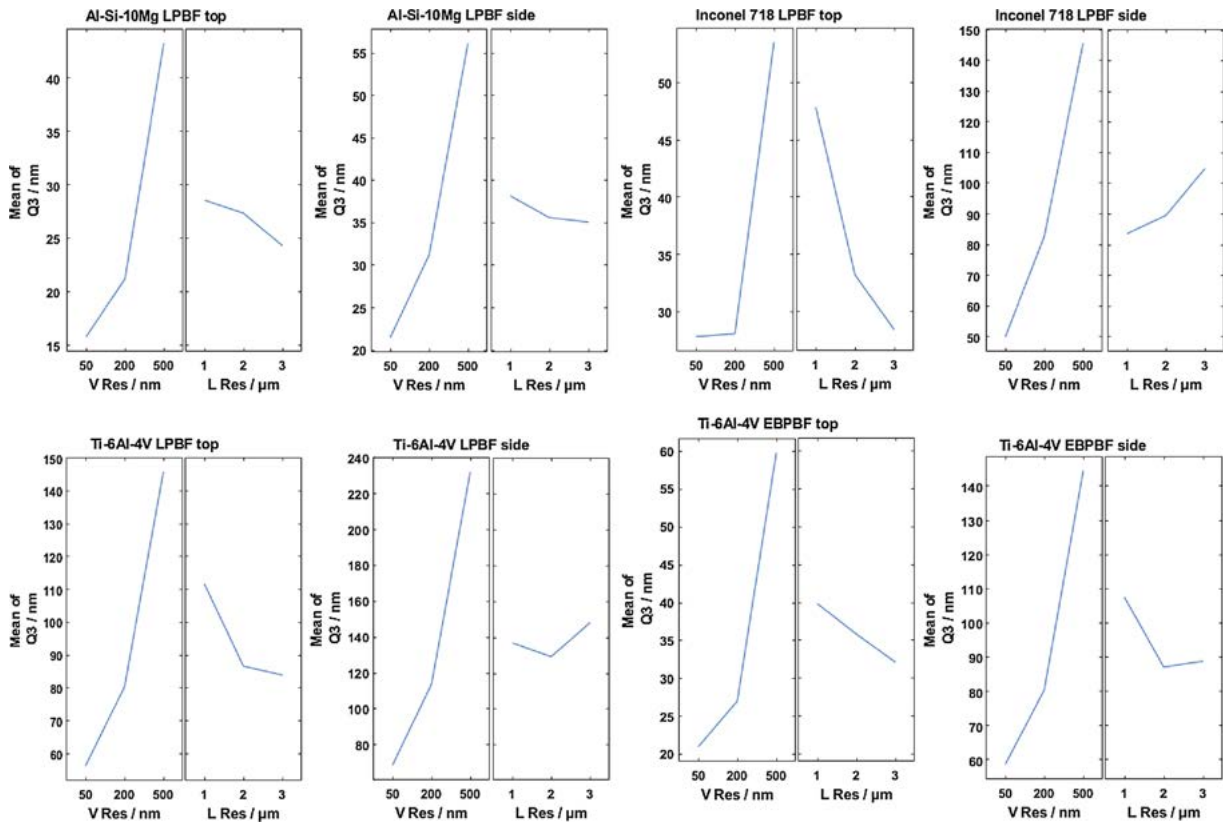 Al-Si-10Mg LPBF top
Mean of
Q3 / nm
40
35
30
25
20
15
50 200 500
V Res / nm
1 2 3
L Res / µm
Al-Si-10Mg LPBF side
Mean of
Q3 / nm
55
50
45
40
35
30
25
20
50 200 500
V Res / nm
1 2 3
L Res / µm
Inconel 718 LPBF top
Mean of
Q3 / nm
50
45
40
35
30
50 200 500
V Res / nm
1 2 3
L Res / µm
Inconel 718 LPBF side
Mean of
Q3 / nm
150
140
130
120
110
100
90
80
70
60
50
50 200 500
V Res / nm
1 2 3
L Res / µm
Ti-6Al-4V LPBF top
Mean of
Q3 / nm
150
140
130
120
110
100
90
80
70
60
50 200 500
V Res / nm
1 2 3
L Res / µm
Ti-6Al-4V LPBF side
Mean of
Q3 / nm
240
220
200
180
160
140
120
100
80
50 200 500
V Res / nm
1 2 3
L Res / µm
Ti-6Al-4V EBPBF top
Mean of
Q3 / nm
60
55
50
45
40
35
30
25
20
50 200 500
V Res / nm
1 2 3
L Res / µm
Ti-6Al-4V EBPBF side
Mean of
Q3 / nm
140
130
120
110
100
90
80
70
60
50 200 500
V Res / nm
1 2 3
L Res / µm